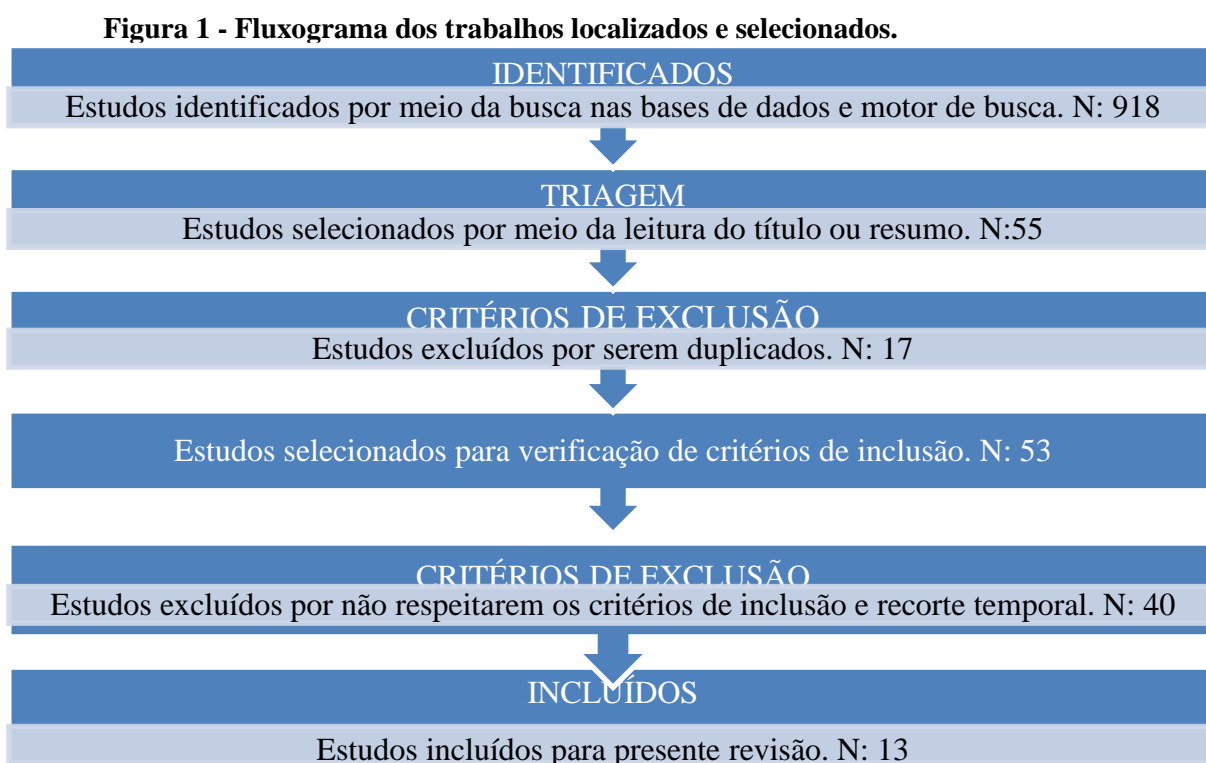 Figura 1 - Fluxograma dos trabalhos localizados e selecionados.
IDENTIFICADOS
Estudos identificados por meio da busca nas bases de dados e motor de busca. N: 918
TRIAGEM
Estudos selecionados por meio da leitura do título ou resumo. N:55
CRITÉRIOS DE EXCLUSÃO
Estudos excluídos por serem duplicados. N: 17
Estudos selecionados para verificação de critérios de inclusão. N: 53
CRITÉRIOS DE EXCLUSÃO
Estudos excluídos por não respeitarem os critérios de inclusão e recorte temporal. N: 40
INCLUÍDOS
Estudos incluídos para presente revisão. N: 13